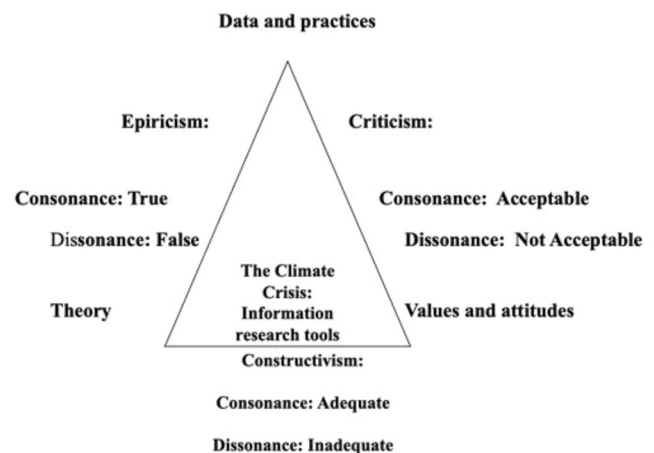 Data and practices
Epiricism:
Criticism:
Consonance: True
Consonance: Acceptable
Dissonance: False
Dissonance: Not Acceptable
The Climate
Crisis:
Information
research tools
Theory
Values and attitudes
Constructivism:
Consonance: Adequate
Dissonance: Inadequate